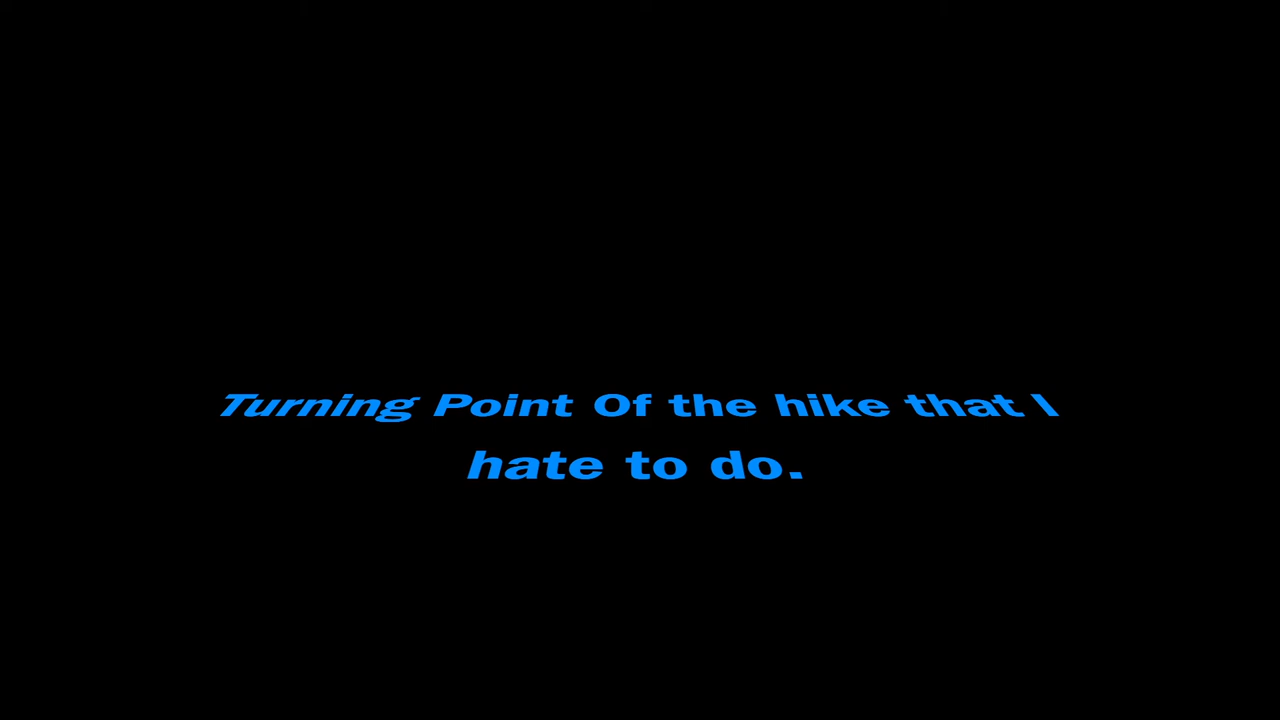 Turning Point Of the hike that I
hate to do.